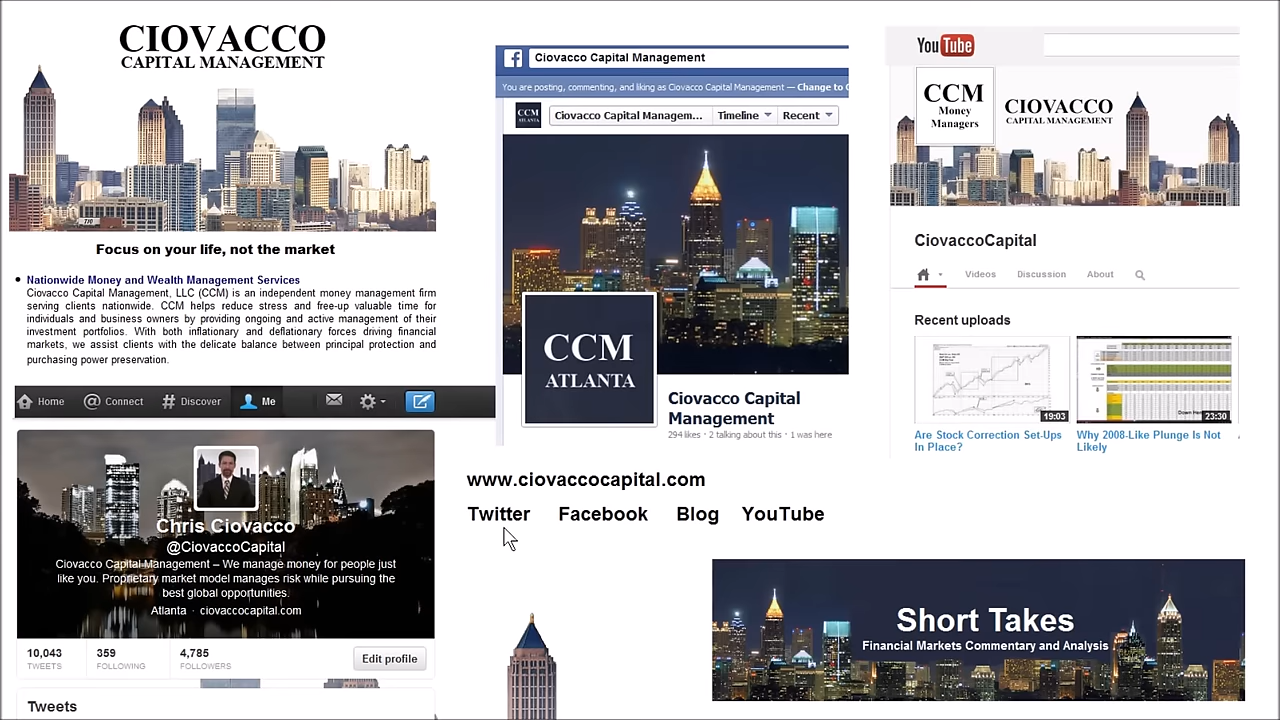 CIOVACCO
CAPITAL MANAGEMENT
Focus on your life, not the market
Nationwide Money and Wealth Management Services
Ciovacco Capital Management, LLC (CCM) is an independent money management firm
serving clients nationwide. CCM helps reduce stress and free-up valuable time for
individuals and business owners by providing ongoing and active management of their
investment portfolios. With both inflationary and deflationary forces driving financial
markets, we assist clients with the delicate balance between principal protection and
purchasing power preservation.
Home Connect Discover Me
Chris Ciovacco
@CiovaccoCapital
Ciovacco Capital Management – We manage money for people just
like you. Proprietary market model manages risk while pursuing the
best global opportunities.
Atlanta · ciovaccocapital.com
10,043 359 4,785
TWEETS FOLLOWING FOLLOWERS
Edit profile
Tweets
Ciovacco Capital Management
You are posting, commenting, and liking as Ciovacco Capital Management — Change to
CCM
ATLANTA
Ciovacco Capital Managem... Timeline Recent
CCM
ATLANTA
Ciovacco Capital
Management
294 likes · 2 talking about this · 1 was here
www.ciovaccocapital.com
Twitter Facebook Blog YouTube
YouTube
CCM
Money
Managers
CIOVACCO
CAPITAL MANAGEMENT
CiovaccoCapital
Videos Discussion About
Recent uploads
19:03
23:30
Are Stock Correction Set-Ups
In Place?
Why 2008-Like Plunge Is Not
Likely
Short Takes
Financial Markets Commentary and Analysis